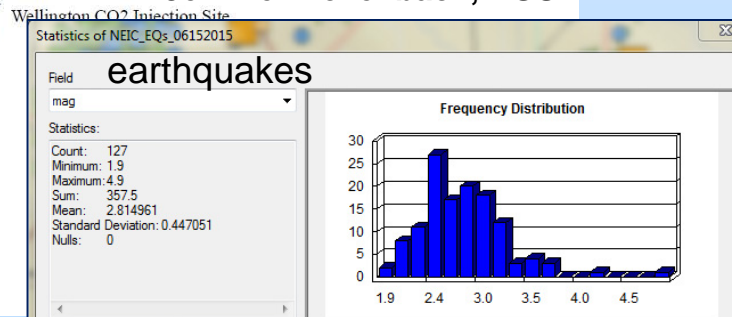 Wellington CO2 Injection Site
Statistics of NEIC_EQs_06152015
earthquakes
Field
mag
Statistics:
Count: 127
Minimum: 1.9
Maximum: 4.9
Sum: 357.5
Mean: 2.814961
Standard Deviation: 0.447051
Nulls: 0
Frequency Distribution
30
25
20
15
10
5
0
1.9 2.4 3.0 3.5 4.0 4.5